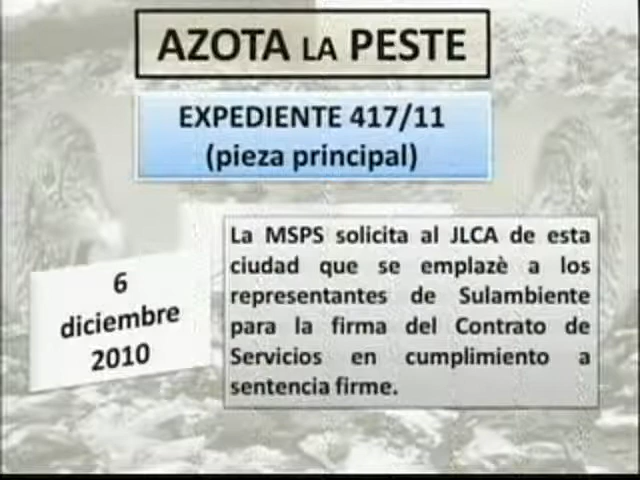 AZOTA LA PESTE
EXPEDIENTE 417/11
(pieza principal)
6
diciembre
2010
La MSPS solicita al JLCA de esta
ciudad que se emplazè a los
representantes de Sulambiente
para la firma del Contrato de
Servicios en cumplimiento a
sentencia firme.